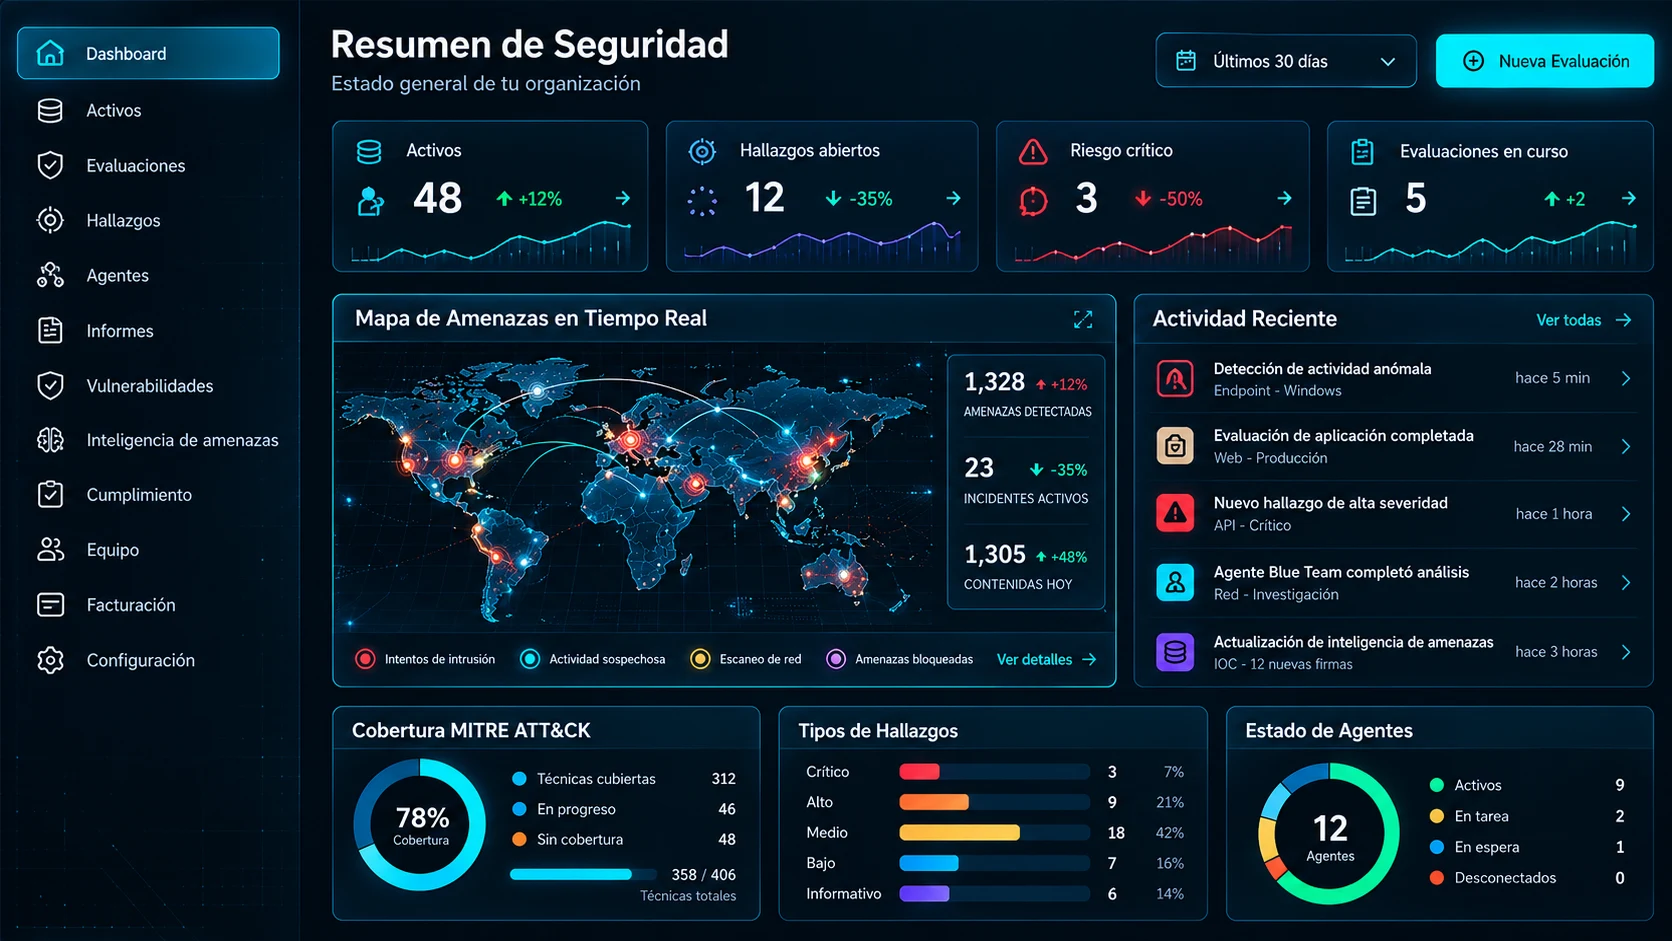 Dashboard
Activos
Evaluaciones
Hallazgos
Agentes
Informes
Vulnerabilidades
Inteligencia de amenazas
Cumplimiento
Equipo
Facturación
Configuración
Resumen de Seguridad
Estado general de tu organización
Últimos 30 días
Nueva Evaluación
Activos
48 +12%
Hallazgos abiertos
12 -35%
Riesgo crítico
3 -50%
Evaluaciones en curso
5 +2
Mapa de Amenazas en Tiempo Real
1,328 +12%
AMENAZAS DETECTADAS
23 -35%
INCIDENTES ACTIVOS
1,305 +48%
CONTENIDAS HOY
Intentos de intrusión
Actividad sospechosa
Escaneo de red
Amenazas bloqueadas
Ver detalles
Actividad Reciente
Ver todas
Detección de actividad anómala
Endpoint - Windows
hace 5 min
Evaluación de aplicación completada
Web - Producción
hace 28 min
Nuevo hallazgo de alta severidad
API - Crítico
hace 1 hora
Agente Blue Team completó análisis
Red - Investigación
hace 2 horas
Actualización de inteligencia de amenazas
IOC - 12 nuevas firmas
hace 3 horas
Cobertura MITRE ATT&CK
78%
Cobertura
Técnicas cubiertas 312
En progreso 46
Sin cobertura 48
358 / 406
Técnicas totales
Tipos de Hallazgos
Crítico 3 7%
Alto 9 21%
Medio 18 42%
Bajo 7 16%
Informativo 6 14%
Estado de Agentes
12
Agentes
Activos 9
En tarea 2
En espera 1
Desconectados 0